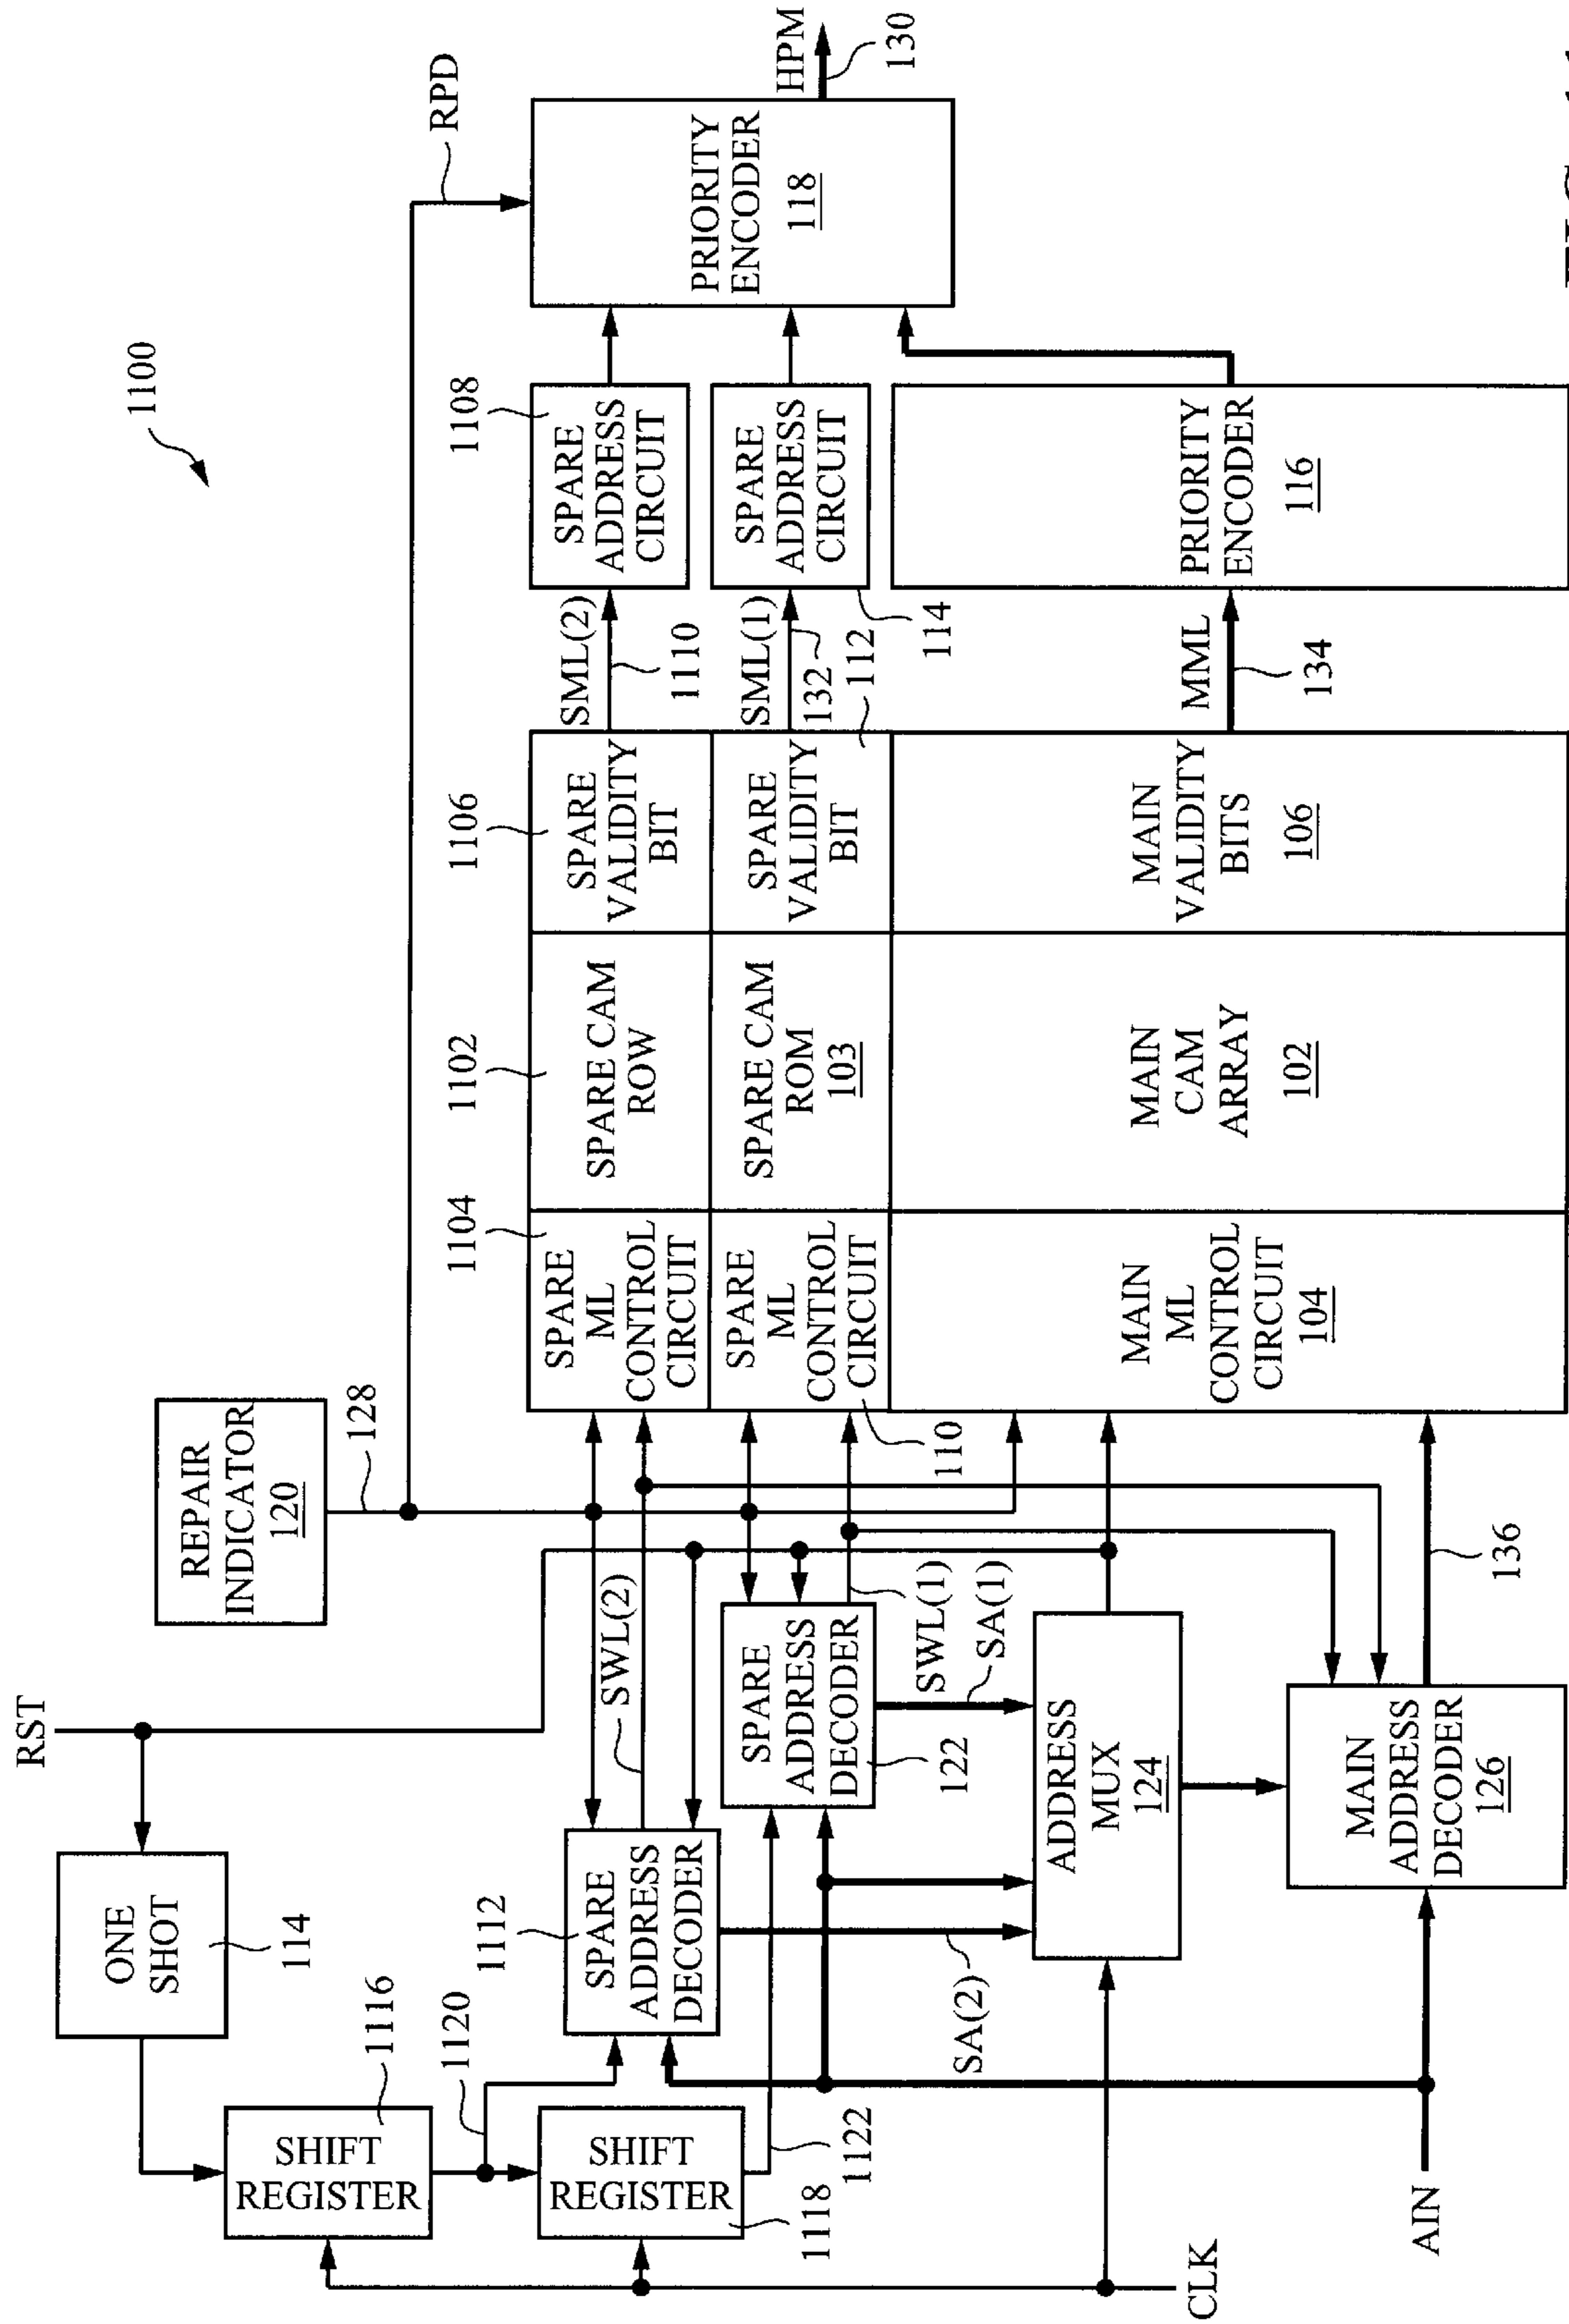 1100
RST
REPAIR
INDICATOR
120
128
RPD
ONE
SHOT
114
SHIFT
REGISTER
1116
1120
SHIFT
REGISTER
1118
1122
1112
SPARE
ADDRESS
DECODER
SWL(2)
SPARE
ADDRESS
DECODER
122
SWL(1)
SA(1)
SA(2)
ADDRESS
MUX
124
MAIN
ADDRESS
DECODER
126
136
CLK
AIN
1104
SPARE
ML
CONTROL
CIRCUIT
1102
SPARE CAM
ROW
1106
SPARE
VALIDITY
BIT
SML(2)
1110
1108
SPARE
ADDRESS
CIRCUIT
110
SPARE
ML
CONTROL
CIRCUIT
SPARE CAM
ROM
103
SPARE
VALIDITY
BIT
112
SML(1)
132
SPARE
ADDRESS
CIRCUIT
114
MAIN
ML
CONTROL
CIRCUIT
104
MAIN
CAM
ARRAY
102
MAIN
VALIDITY
BITS
106
MML
134
PRIORITY
ENCODER
116
PRIORITY
ENCODER
118
HPM
130